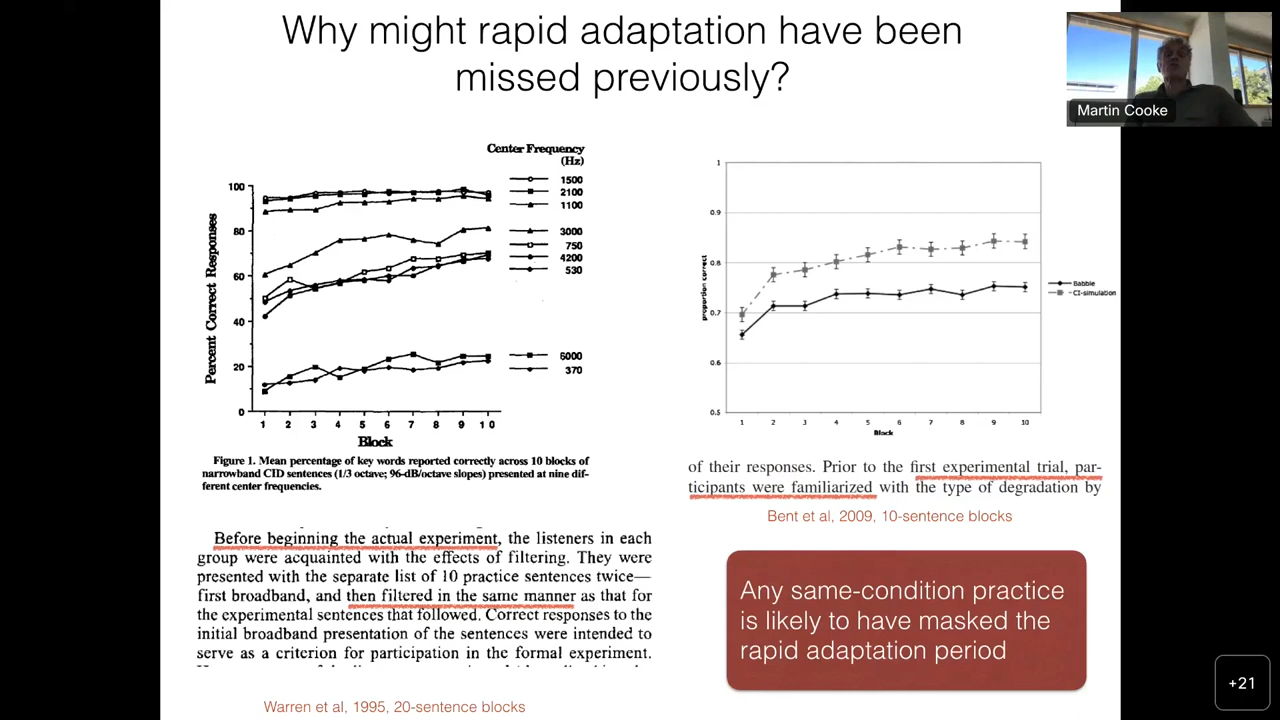 Why might rapid adaptation have been
missed previously?
Martin Cooke
Center Frequency
(Hz)
1500
2100
1100
3000
750
4200
530
6000
370
100
80
60
40
20
0
Percent Correct Responses
1 2 3 4 5 6 7 8 9 1 0
Block
Figure 1. Mean percentage of key words reported correctly across 10 blocks of
narrowband CID sentences (1/3 octave; 96-dB/octave slopes) presented at nine dif-
ferent center frequencies.
Before beginning the actual experiment, the listeners in each
group were acquainted with the effects of filtering. They were
presented with the separate list of 10 practice sentences twice—
first broadband, and then filtered in the same manner as that for
the experimental sentences that followed. Correct responses to the
initial broadband presentation of the sentences were intended to
serve as a criterion for participation in the formal experiment.
Warren et al, 1995, 20-sentence blocks
1
0.9
0.8
0.7
0.6
0.5
proportion correct
1 2 3 4 5 6 7 8 9 10
Block
Babble
CI-simulation
of their responses. Prior to the first experimental trial, par-
ticipants were familiarized with the type of degradation by
Bent et al, 2009, 10-sentence blocks
Any same-condition practice
is likely to have masked the
rapid adaptation period
+21